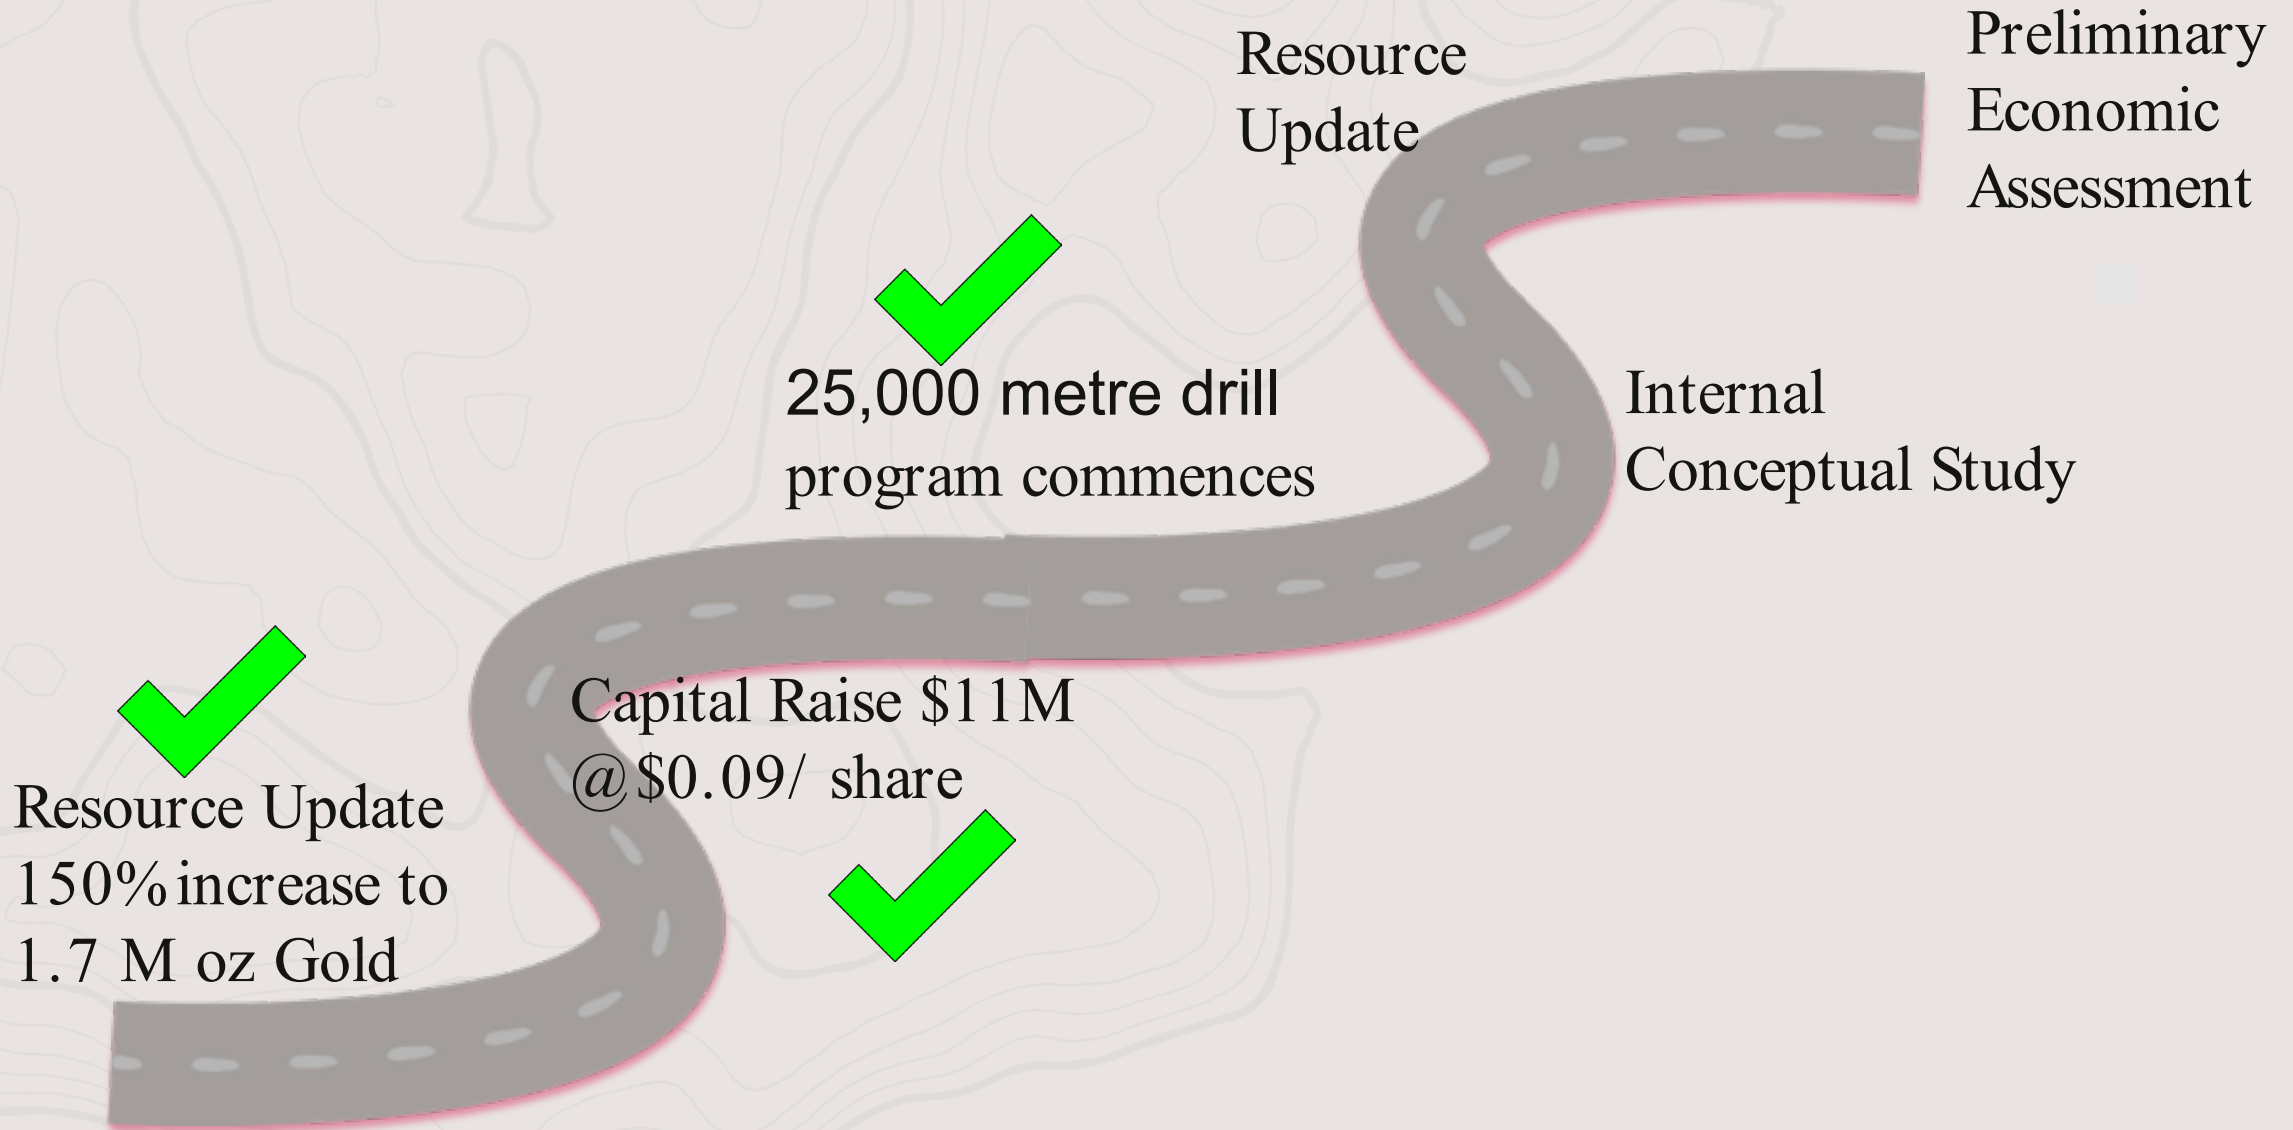 Preliminary
Economic
Assessment
Resource
Update
Internal
Conceptual Study
25,000 metre drill
program commences
Capital Raise $11M
@$0.09/ share
Resource Update
150% increase to
1.7 M oz Gold